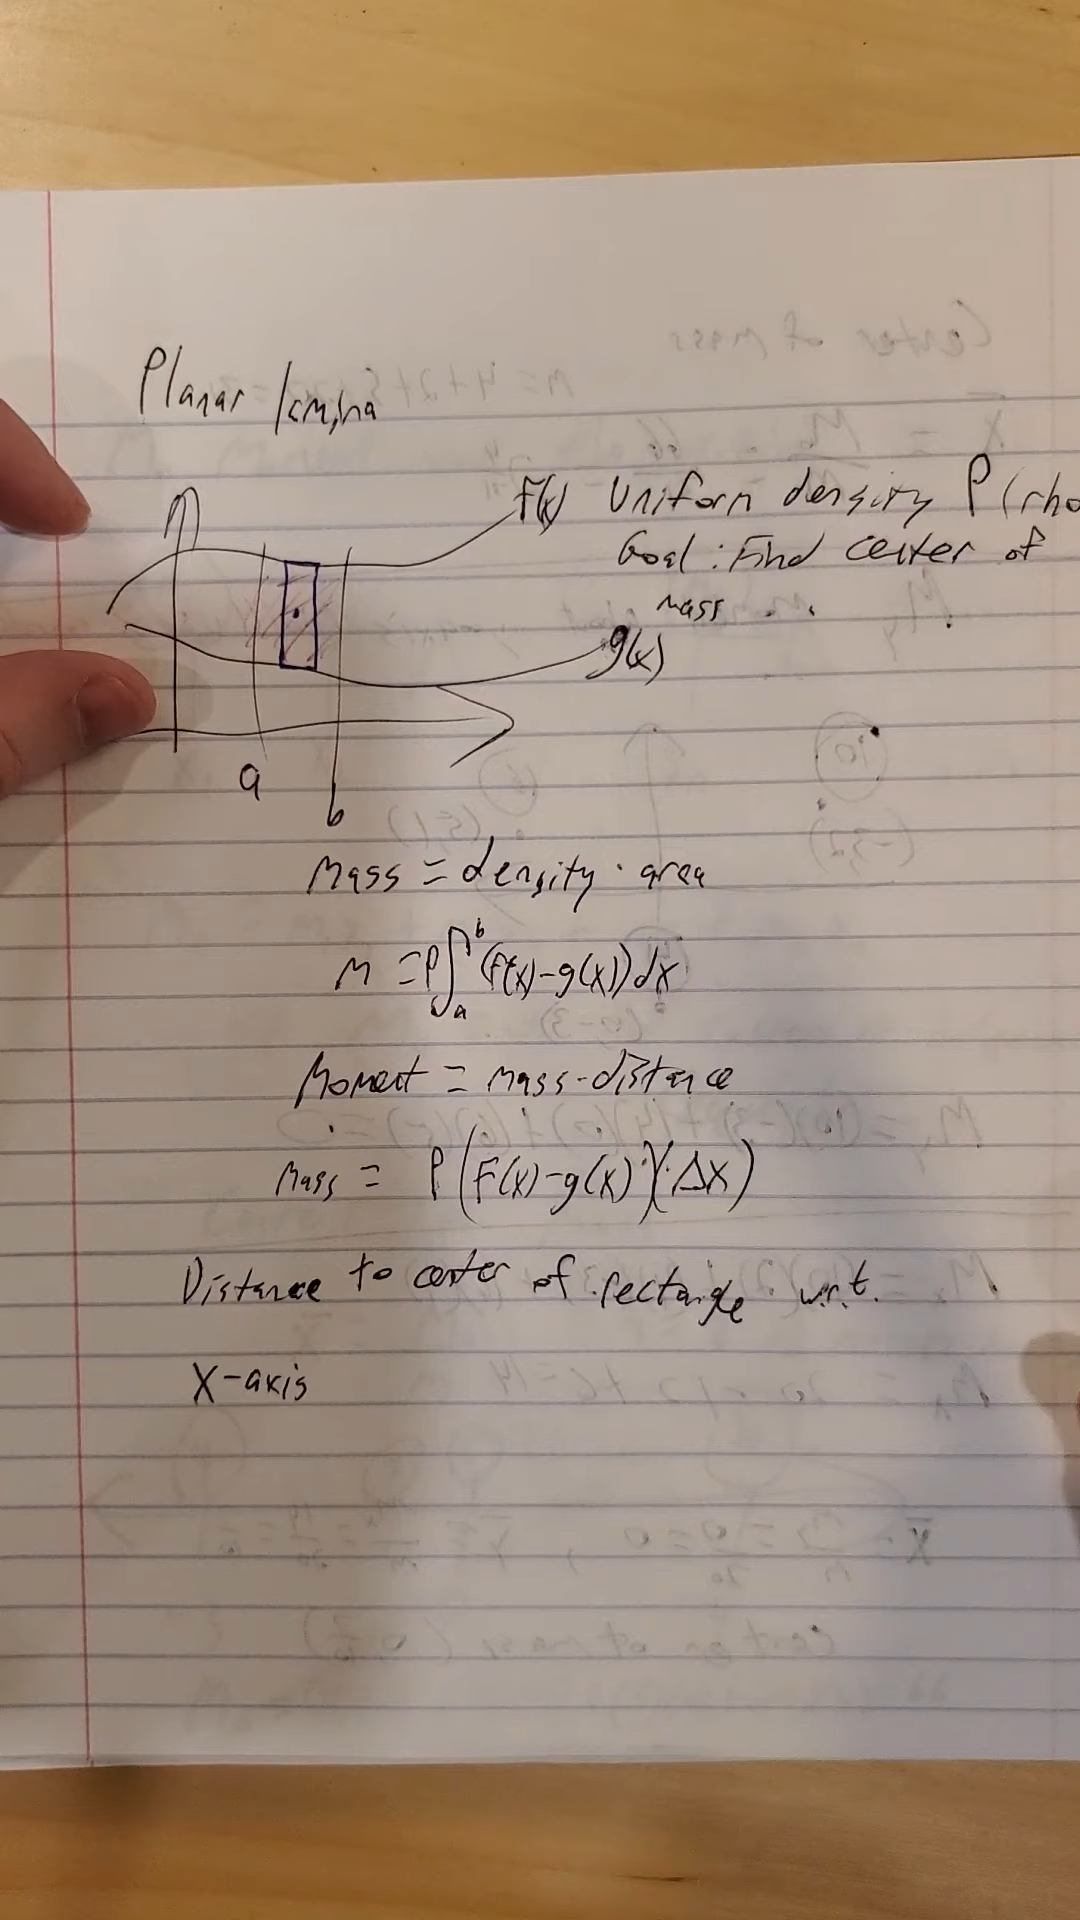 Planar lamina
f(x) Uniform density ρ (rho
Goal: Find center of
mass.
g(x)
a
b
Mass = density · area
M = ρ∫ₐᵇ (f(x)-g(x)) dx
Moment = mass-distance
Mass = ρ(f(x)-g(x))(Δx)
Distance to center of rectangle w.r.t.
X-axis